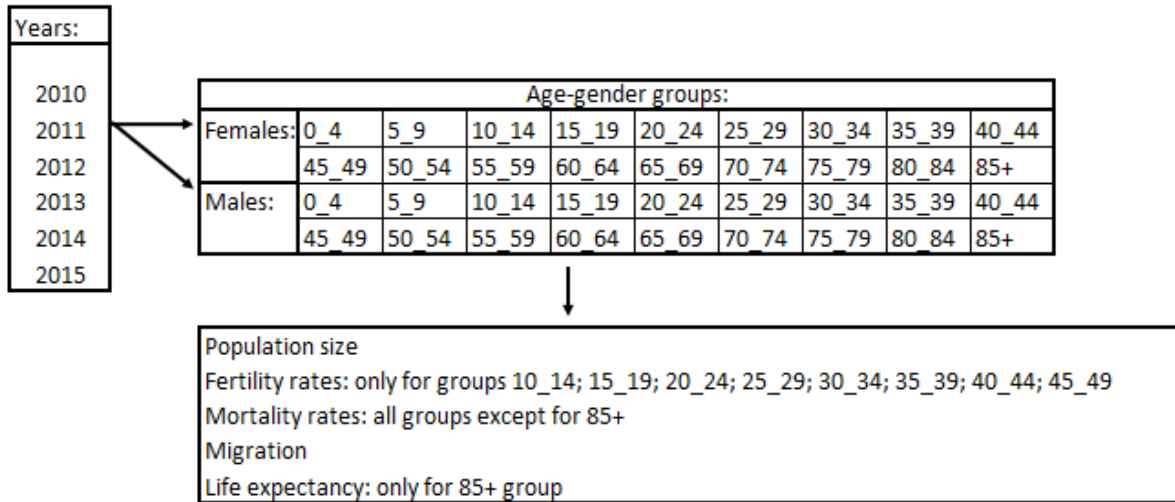 Years:
2010
2011
2012
2013
2014
2015
Age-gender groups:
Females: 0_4 5_9 10_14 15_19 20_24 25_29 30_34 35_39 40_44
45_49 50_54 55_59 60_64 65_69 70_74 75_79 80_84 85+
Males: 0_4 5_9 10_14 15_19 20_24 25_29 30_34 35_39 40_44
45_49 50_54 55_59 60_64 65_69 70_74 75_79 80_84 85+
Population size
Fertility rates: only for groups 10_14; 15_19; 20_24; 25_29; 30_34; 35_39; 40_44; 45_49
Mortality rates: all groups except for 85+
Migration
Life expectancy: only for 85+ group